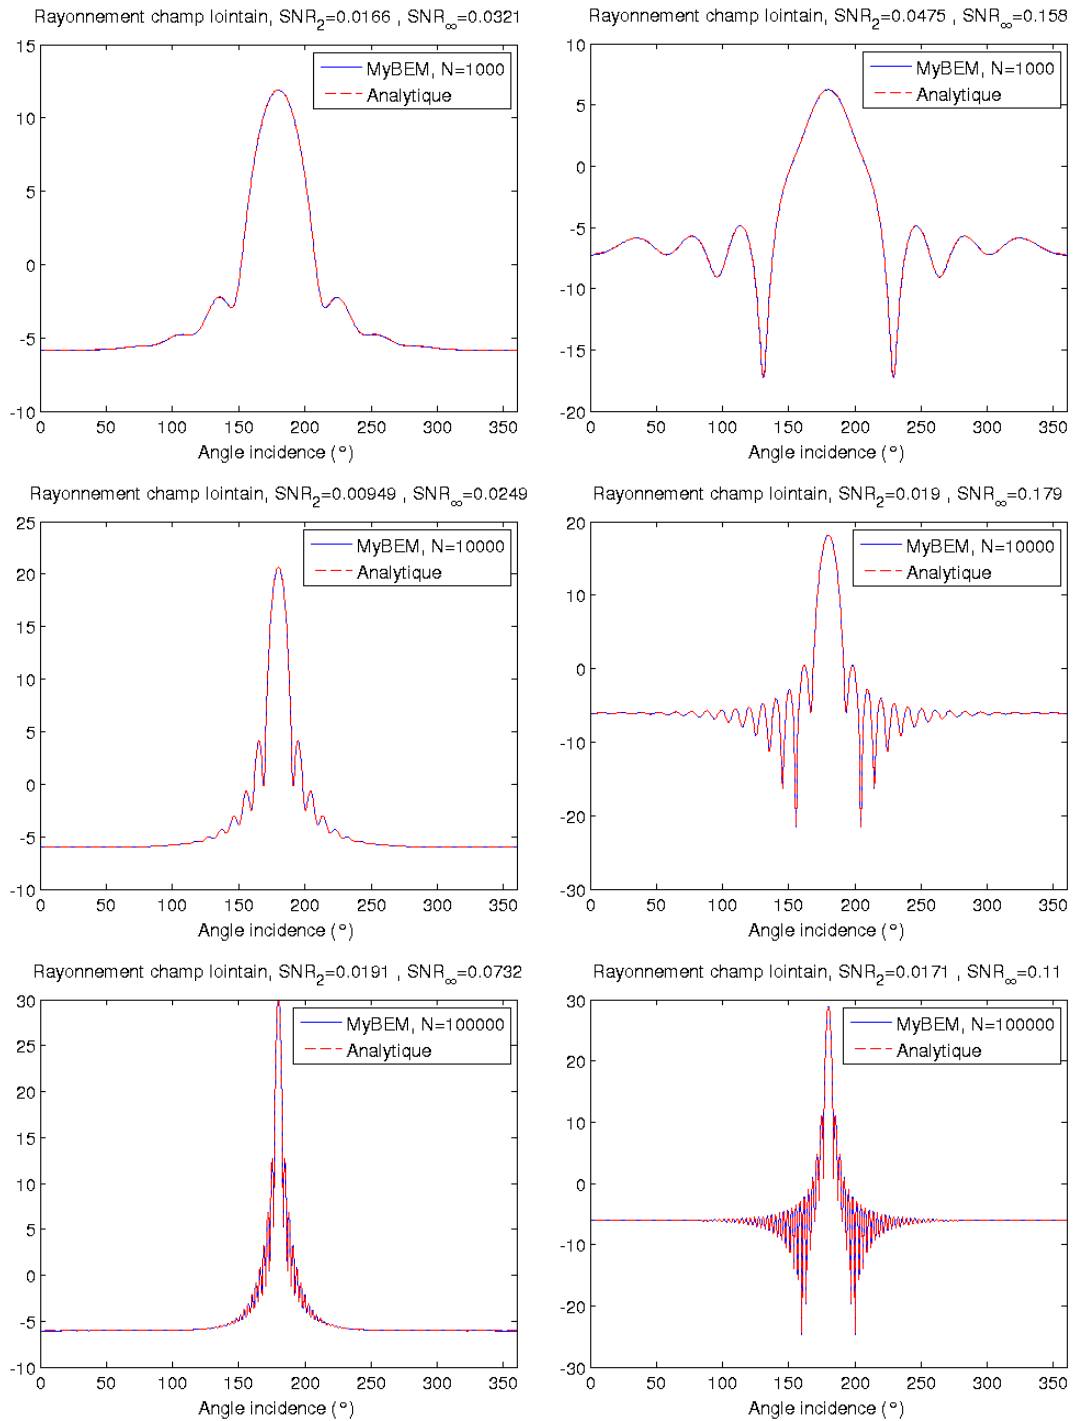 Rayonnement champ lointain, SNR2=0.0166 , SNR∞=0.0321
15
10
5
0
-5
-10
0 50 100 150 200 250 300 350
Angle incidence (°)
MyBEM, N=1000
Analytique
Rayonnement champ lointain, SNR2=0.0475 , SNR∞=0.158
10
5
0
-5
-10
-15
-20
0 50 100 150 200 250 300 350
Angle incidence (°)
MyBEM, N=1000
Analytique
Rayonnement champ lointain, SNR2=0.00949 , SNR∞=0.0249
25
20
15
10
5
0
-5
-10
0 50 100 150 200 250 300 350
Angle incidence (°)
MyBEM, N=10000
Analytique
Rayonnement champ lointain, SNR2=0.019 , SNR∞=0.179
20
10
0
-10
-20
-30
0 50 100 150 200 250 300 350
Angle incidence (°)
MyBEM, N=10000
Analytique
Rayonnement champ lointain, SNR2=0.0191 , SNR∞=0.0732
30
25
20
15
10
5
0
-5
-10
0 50 100 150 200 250 300 350
Angle incidence (°)
MyBEM, N=100000
Analytique
Rayonnement champ lointain, SNR2=0.0171 , SNR∞=0.11
30
20
10
0
-10
-20
-30
0 50 100 150 200 250 300 350
Angle incidence (°)
MyBEM, N=100000
Analytique